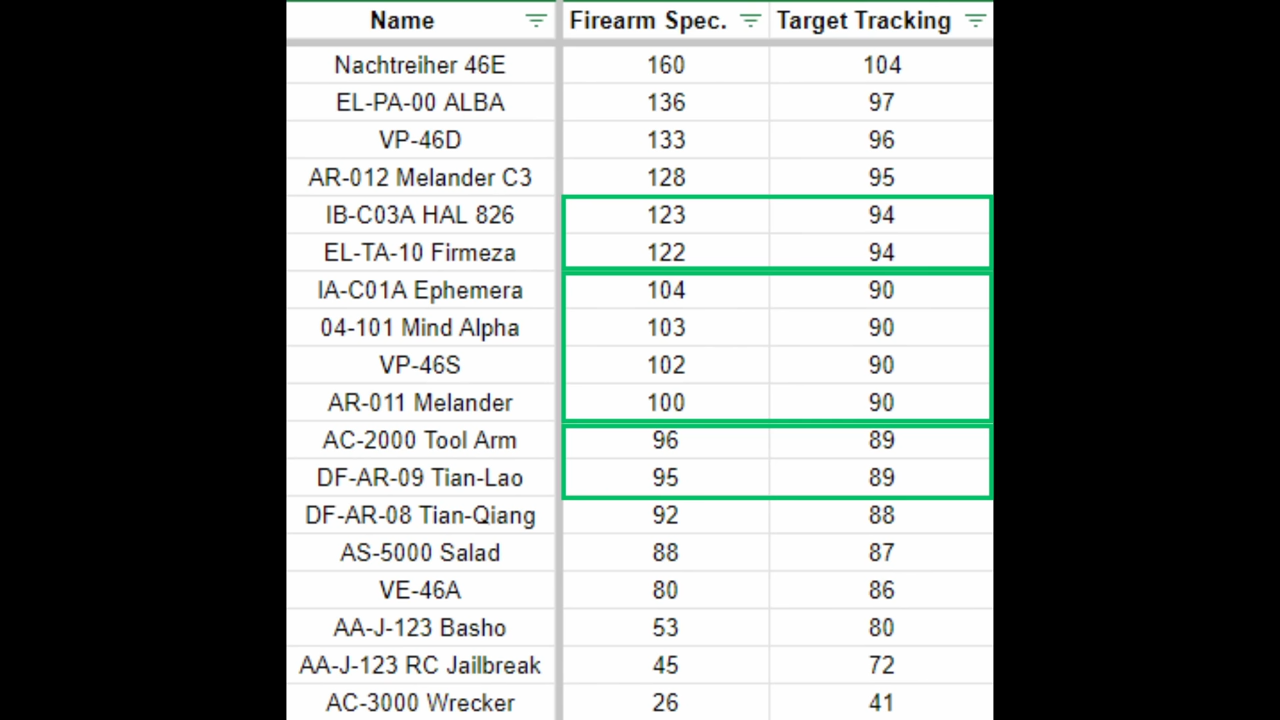 Name Firearm Spec. Target Tracking
Nachtreiher 46E 160 104
EL-PA-00 ALBA 136 97
VP-46D 133 96
AR-012 Melander C3 128 95
IB-C03A HAL 826 123 94
EL-TA-10 Firmeza 122 94
IA-C01A Ephemera 104 90
04-101 Mind Alpha 103 90
VP-46S 102 90
AR-011 Melander 100 90
AC-2000 Tool Arm 96 89
DF-AR-09 Tian-Lao 95 89
DF-AR-08 Tian-Qiang 92 88
AS-5000 Salad 88 87
VE-46A 80 86
AA-J-123 Basho 53 80
AA-J-123 RC Jailbreak 45 72
AC-3000 Wrecker 26 41